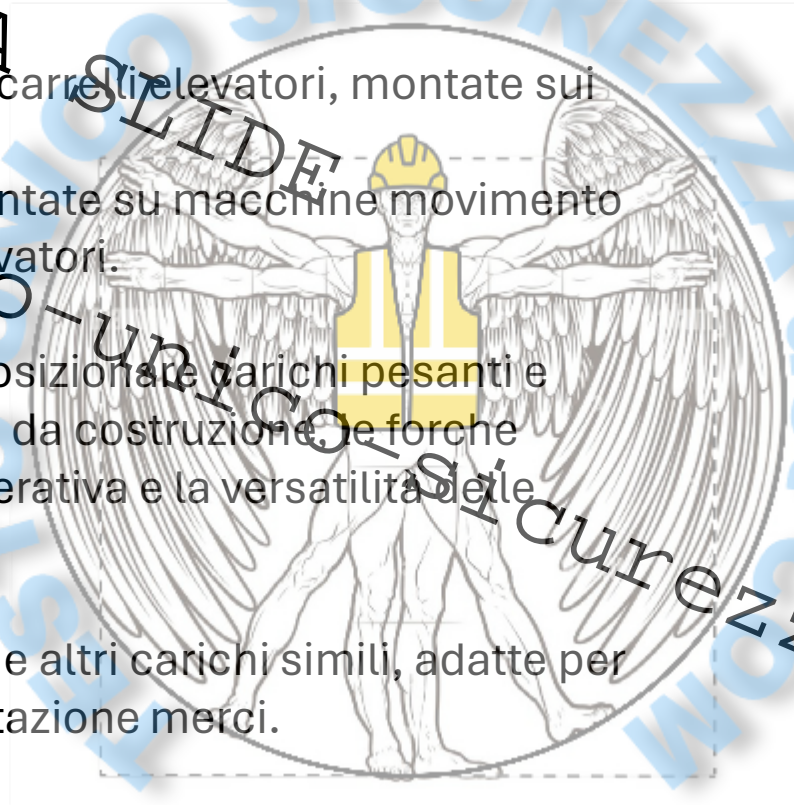 SLIDE
carrelli elevatori, montate sui
ntate su macchine movimento
vatori.
o-unico-sicurezz
osizionare carichi pesanti e
da costruzione, le forche
erativa e la versatilità delle
e altri carichi simili, adatte per
tazione merci.